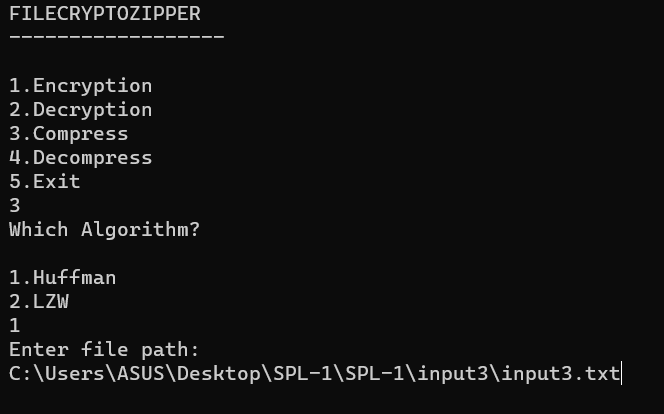 FILECRYPTOZIPPER
------------------
1.Encryption
2.Decryption
3.Compress
4.Decompress
5.Exit
3
Which Algorithm?
1.Huffman
2.LZW
1
Enter file path:
C:\Users\ASUS\Desktop\SPL-1\SPL-1\input3\input3.txt